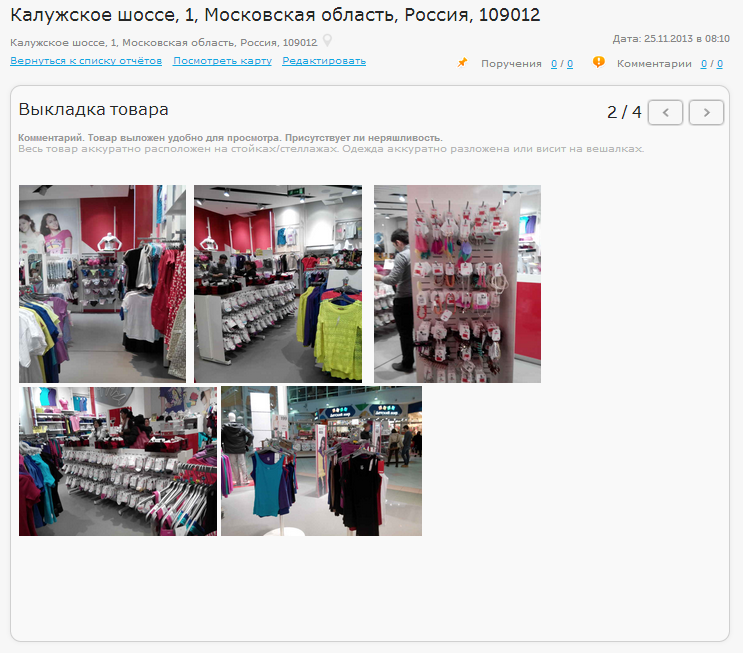 Калужское шоссе, 1, Московская область, Россия, 109012
Калужское шоссе, 1, Московская область, Россия, 109012
Дата: 25.11.2013 в 08:10
Вернуться к списку отчётов Посмотреть карту Редактировать
Поручения 0 / 0 Комментарии 0 / 0
Выкладка товара
2 / 4
Комментарий. Товар выложен удобно для просмотра. Присутствует ли неряшливость.
Весь товар аккуратно расположен на стойках/стеллажах. Одежда аккуратно разложена или висит на вешалках.